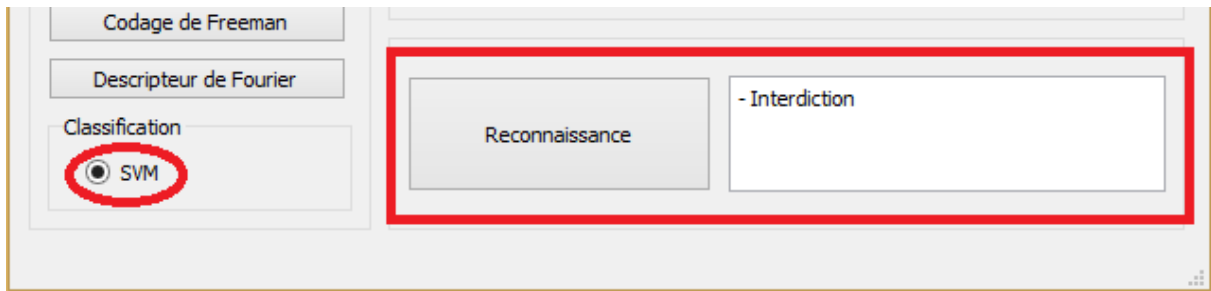 Codage de Freeman
Descripteur de Fourier
Classification
SVM
Reconnaissance
- Interdiction